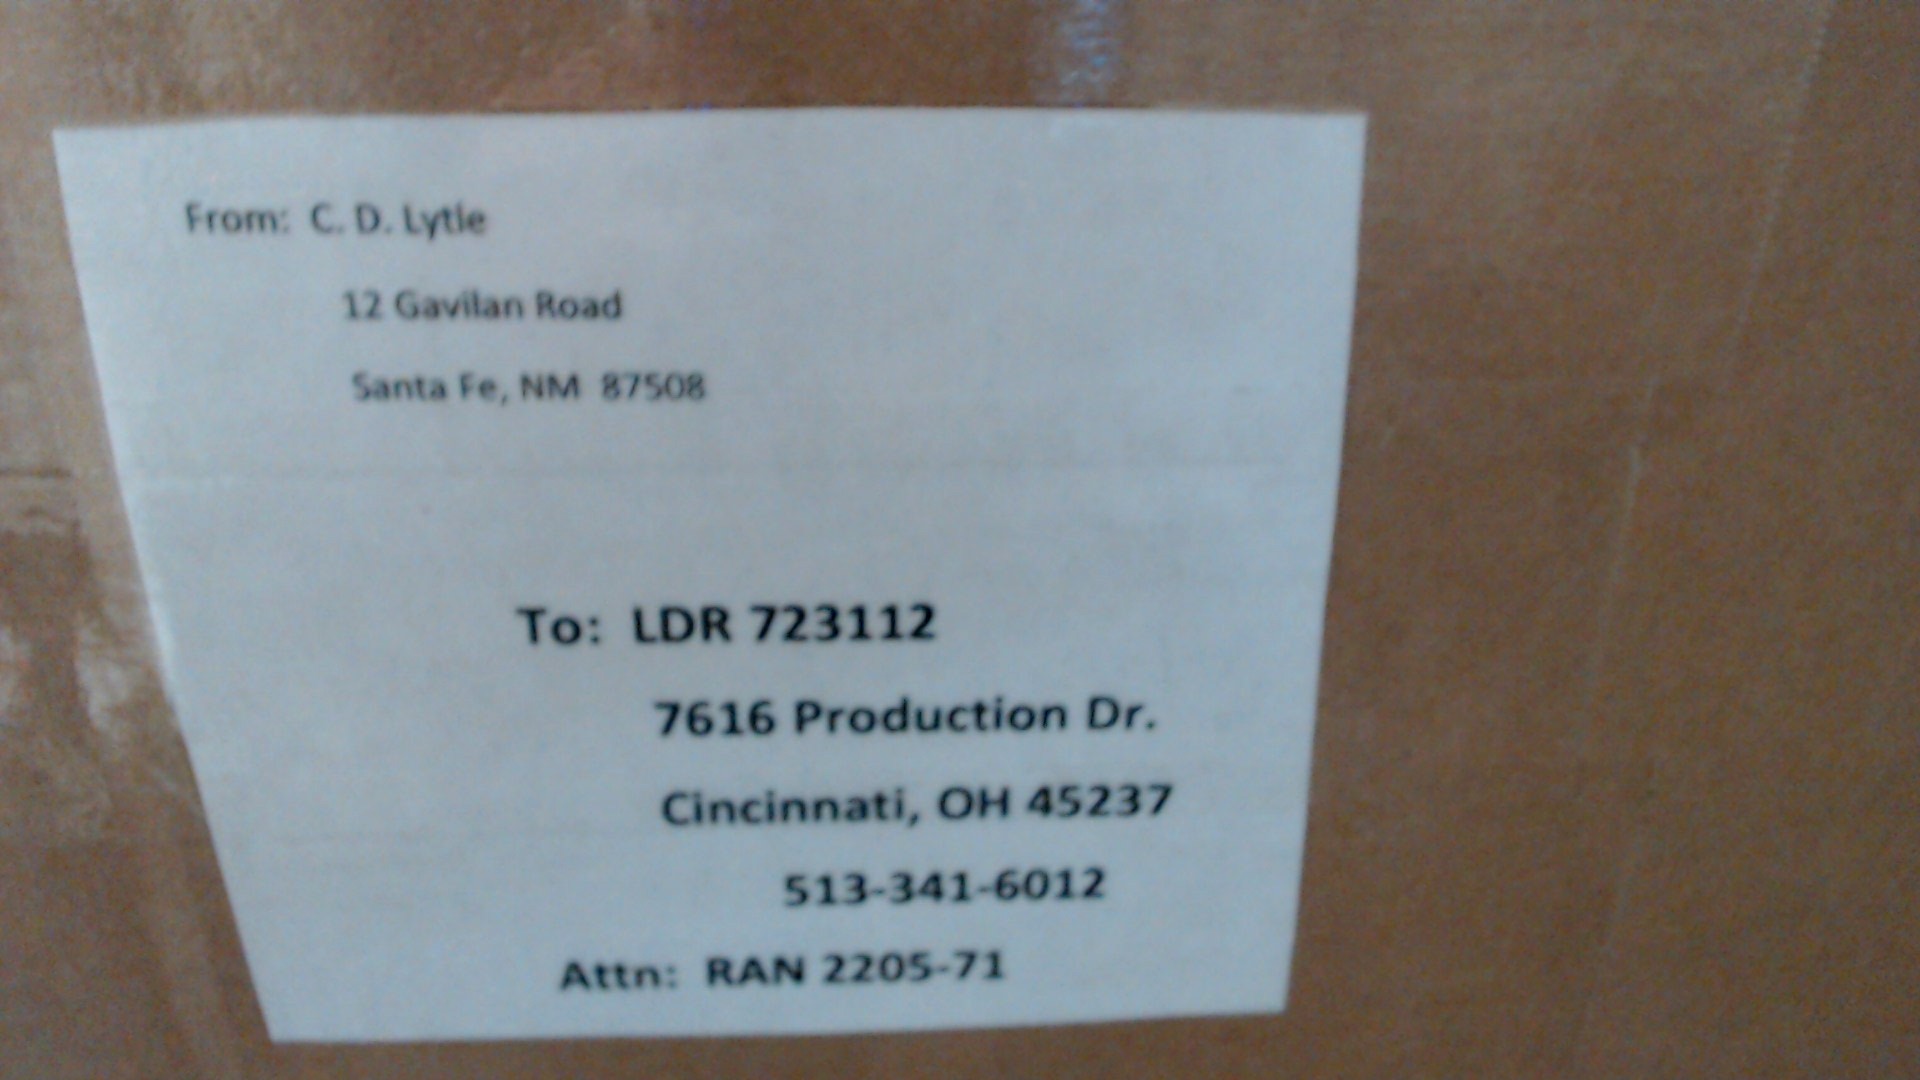 From: C. D. Lytle
12 Gavilan Road
Santa Fe, NM 87508
To: LDR 723112
7616 Production Dr.
Cincinnati, OH 45237
513-341-6012
Attn: RAN 2205-71